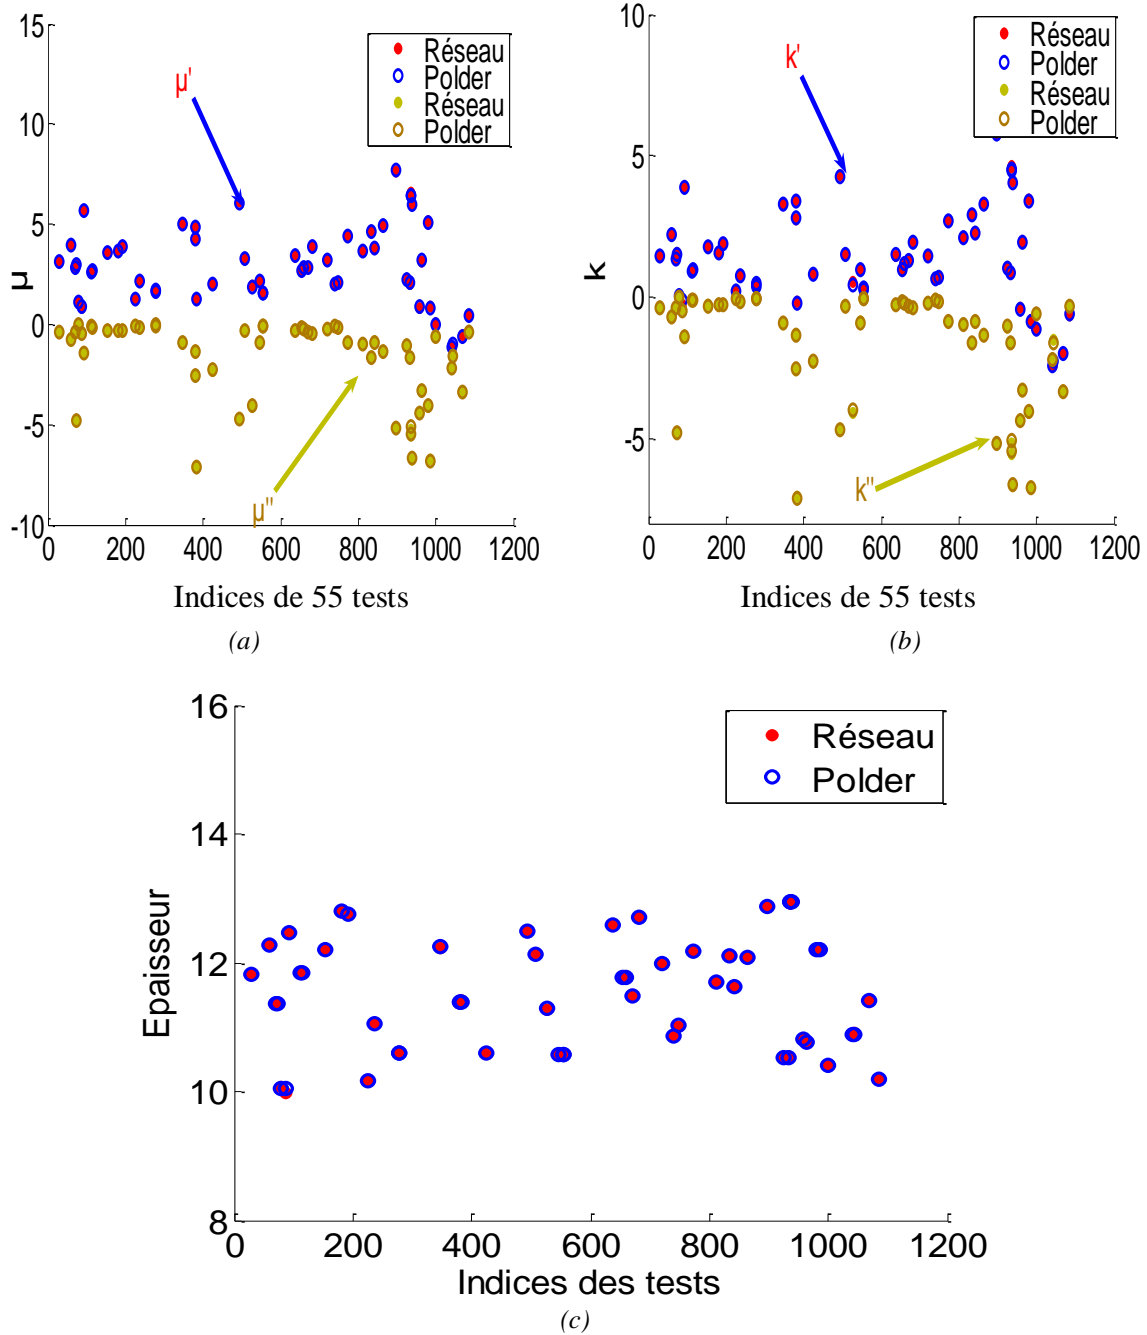 15
10
5
0
-5
-10
μ
μ'
μ''
Réseau
Polder
Réseau
Polder
0 200 400 600 800 1000 1200
Indices de 55 tests
(a)
10
5
0
-5
k
k'
k''
Réseau
Polder
Réseau
Polder
0 200 400 600 800 1000 1200
Indices de 55 tests
(b)
16
14
12
10
8
Epaisseur
Réseau
Polder
0 200 400 600 800 1000 1200
Indices des tests
(c)